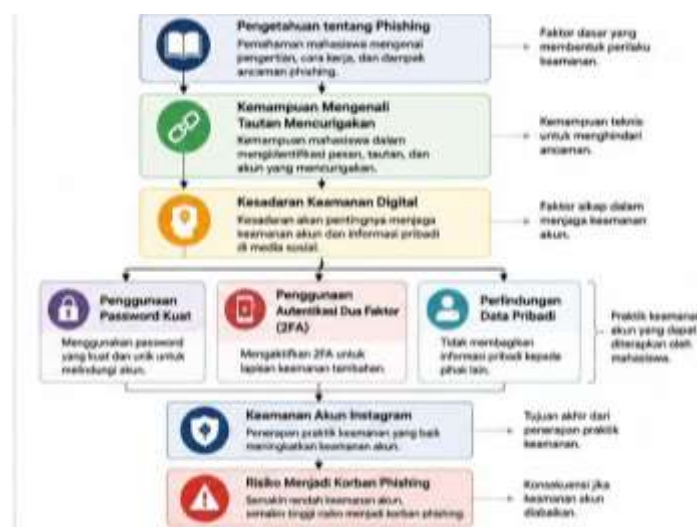 Pengetahuan tentang Phishing
Pemahaman mahasiswa mengenai
pengertian, cara kerja, dan dampak
ancaman phishing.
Faktor dasar yang
membentuk perilaku
keamanan.
Kemampuan Mengenali
Tautan Mencurigakan
Kemampuan mahasiswa dalam
mengidentifikasi pesan, tautan, dan
akun yang mencurigakan.
Kemampuan teknis
untuk menghindari
ancaman.
Kesadaran Keamanan Digital
Kesadaran akan pentingnya menjaga
keamanan akun dan informasi pribadi
di media sosial.
Faktor sikap dalam
menjaga keamanan
akun.
Penggunaan
Password Kuat
Menggunakan password
yang kuat dan unik untuk
melindungi akun.
Penggunaan
Autentikasi Dua Faktor
(2FA)
Mengaktifkan 2FA untuk
lapisan keamanan tambahan.
Perlindungan
Data Pribadi
Tidak membagikan
informasi pribadi kepada
pihak lain.
Praktik keamanan
akun yang dapat
diterapkan oleh
mahasiswa.
Keamanan Akun Instagram
Penerapan praktik keamanan yang baik
meningkatkan keamanan akun.
Tujuan akhir dari
penerapan praktik
keamanan.
Risiko Menjadi Korban Phishing
Semakin rendah keamanan akun,
semakin tinggi risiko menjadi korban phishing.
Konsekuensi jika
keamanan akun
diabaikan.